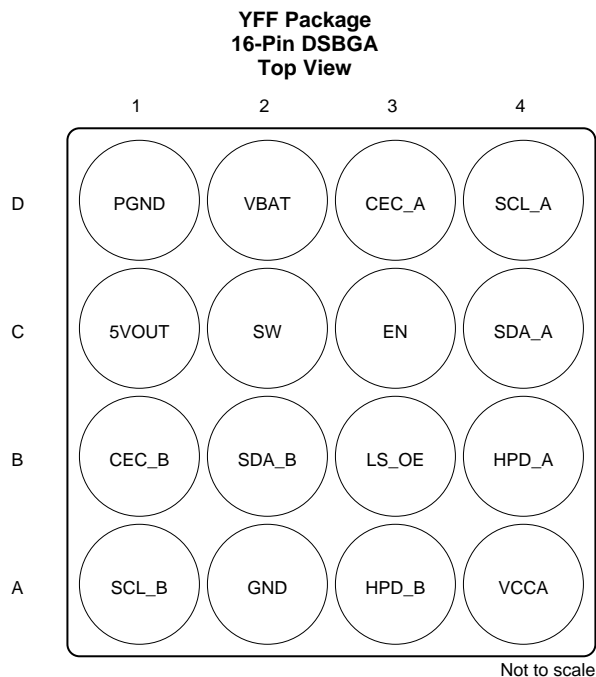 YFF Package
16-Pin DSBGA
Top View
1 2 3 4
D PGND VBAT CEC_A SCL_A
C 5VOUT SW EN SDA_A
B CEC_B SDA_B LS_OE HPD_A
A SCL_B GND HPD_B VCCA
Not to scale